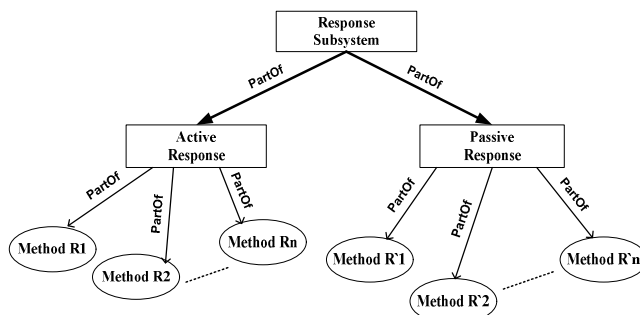 Response
Subsystem
PartOf
PartOf
Active
Response
Passive
Response
PartOf
PartOf
PartOf
PartOf
PartOf
PartOf
Method R1
Method R2
Method Rn
Method R`1
Method R`2
Method R`n